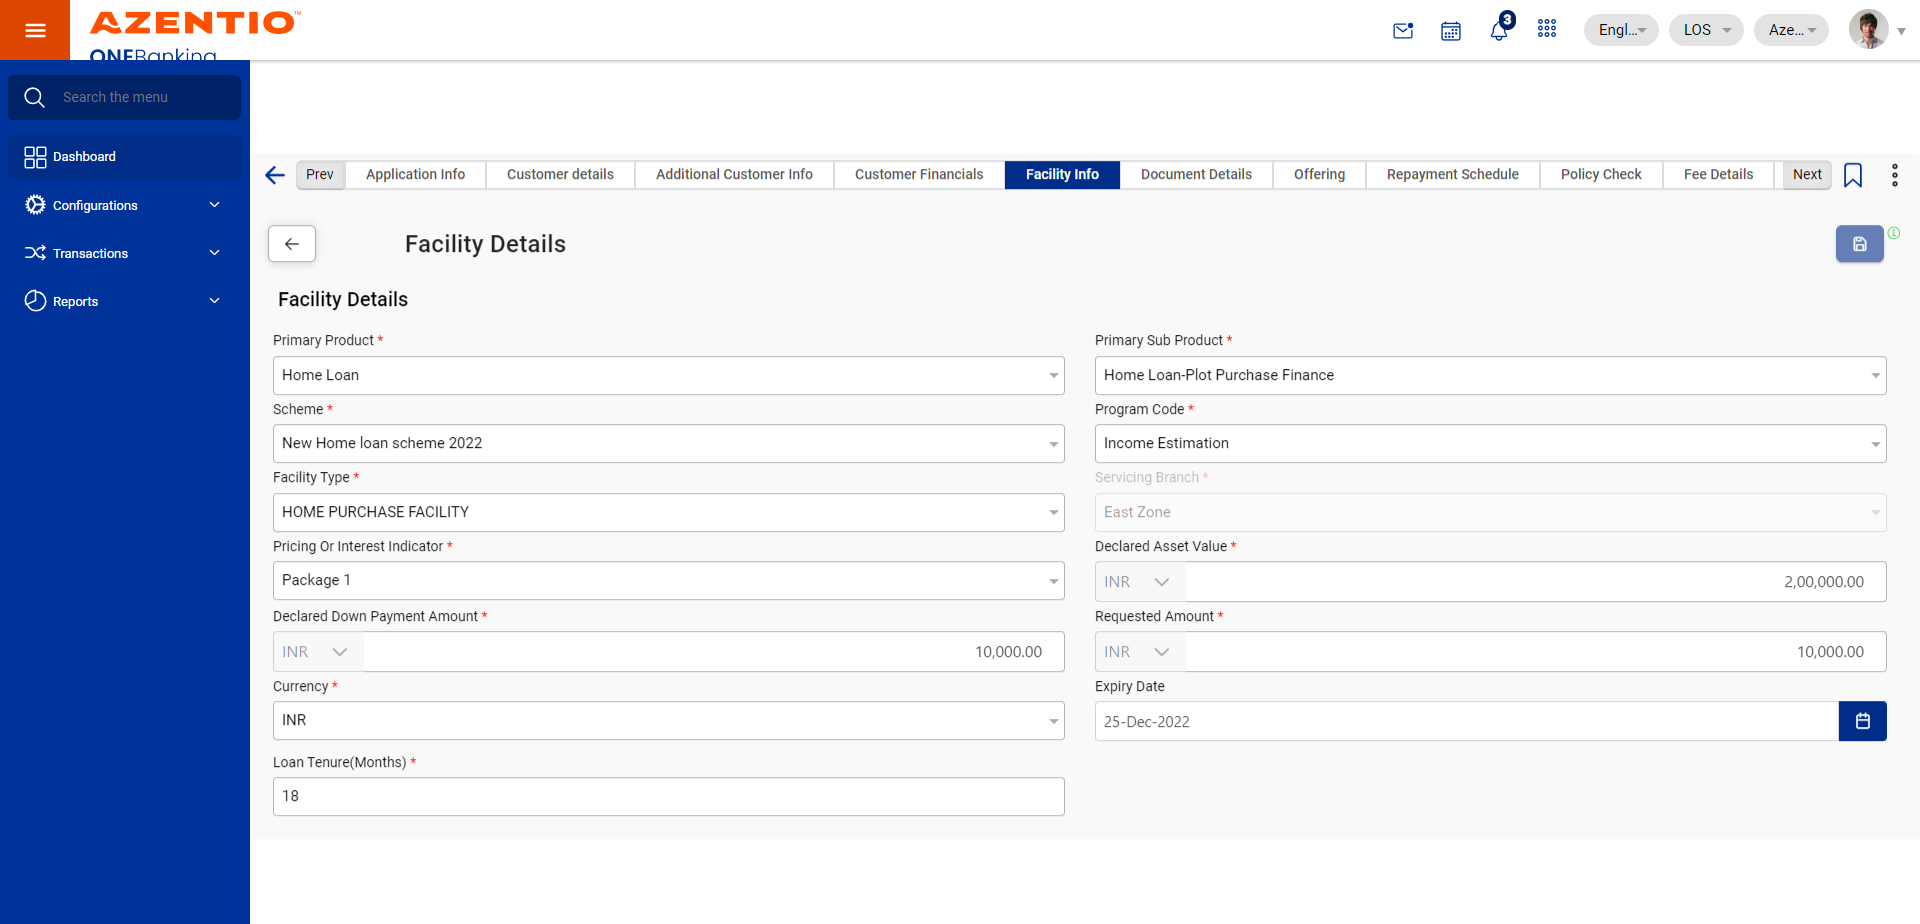 AZENTIO™
ONEBanking
3
Engl...
LOS
Aze...
Search the menu
Dashboard
Configurations
Transactions
Reports
Prev
Application Info
Customer details
Additional Customer Info
Customer Financials
Facility Info
Document Details
Offering
Repayment Schedule
Policy Check
Fee Details
Next
Facility Details
Facility Details
Primary Product *
Primary Sub Product *
Home Loan
Home Loan-Plot Purchase Finance
Scheme *
Program Code *
New Home loan scheme 2022
Income Estimation
Facility Type *
Servicing Branch *
HOME PURCHASE FACILITY
East Zone
Pricing Or Interest Indicator *
Declared Asset Value *
Package 1
INR
2,00,000.00
Declared Down Payment Amount *
Requested Amount *
INR
10,000.00
INR
10,000.00
Currency *
Expiry Date
INR
25-Dec-2022
Loan Tenure(Months) *
18